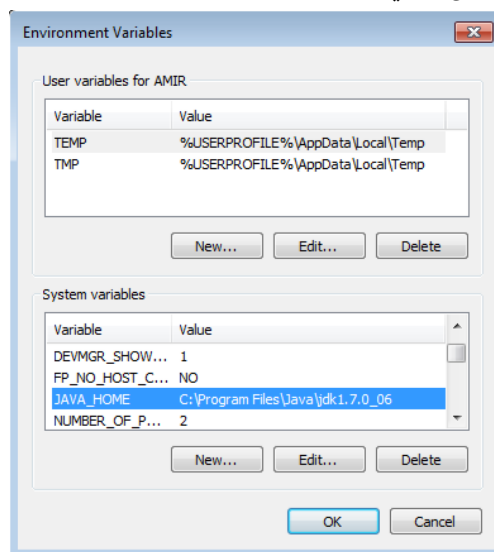 Environment Variables
User variables for AMIR
Variable Value
TEMP %USERPROFILE%\AppData\Local\Temp
TMP %USERPROFILE%\AppData\Local\Temp
New... Edit... Delete
System variables
Variable Value
DEVMGR_SHOW... 1
FP_NO_HOST_C... NO
JAVA_HOME C:\Program Files\Java\jdk1.7.0_06
NUMBER_OF_P... 2
New... Edit... Delete
OK Cancel